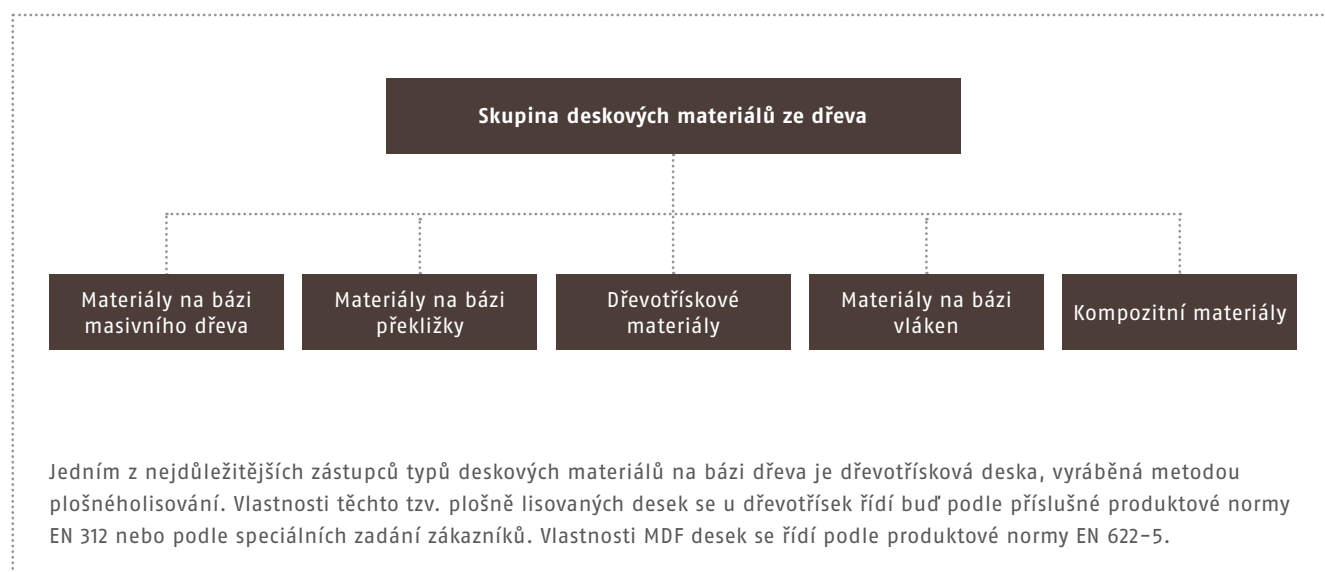 Skupina deskových materiálů ze dřeva
Materiály na bázi
masivního dřeva
Materiály na bázi
překližky
Dřevotřískové
materiály
Materiály na bázi
vláken
Kompozitní materiály
Jedním z nejdůležitějších zástupců typů deskových materiálů na bázi dřeva je dřevotřísková deska, vyráběná metodou
plošnéholisování. Vlastnosti těchto tzv. plošně lisovaných desek se u dřevotřísek řídí buď podle příslušné produktové normy
EN 312 nebo podle speciálních zadání zákazníků. Vlastnosti MDF desek se řídí podle produktové normy EN 622-5.